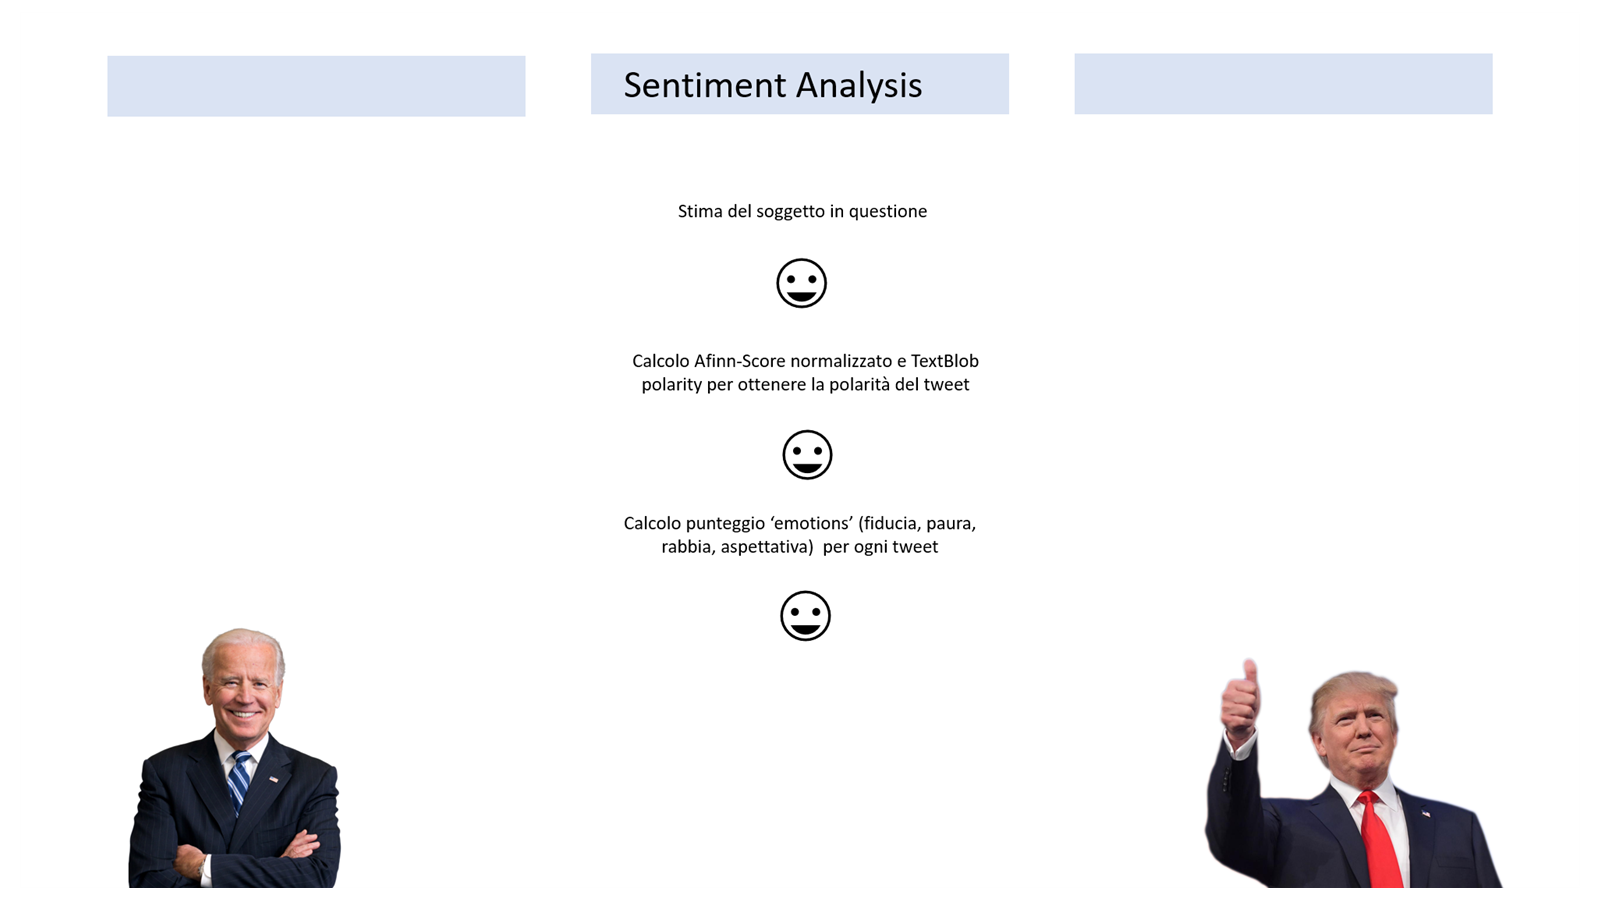 Sentiment Analysis
Stima del soggetto in questione
Calcolo Afinn-Score normalizzato e TextBlob
polarity per ottenere la polarità del tweet
Calcolo punteggio ‘emotions’ (fiducia, paura,
rabbia, aspettativa)  per ogni tweet